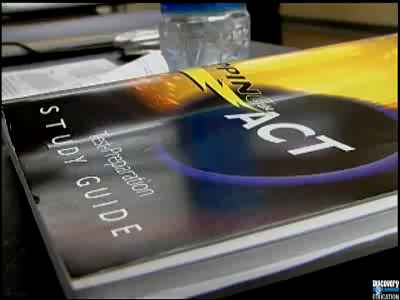 ACT
Test Preparation
STUDY GUIDE
Discovery
EDUCATION